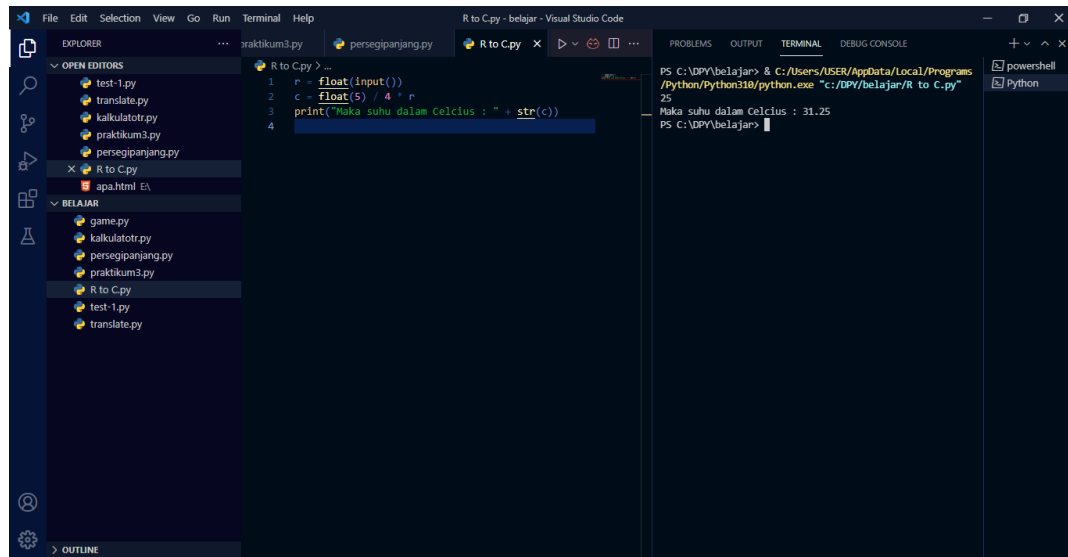 File Edit Selection View Go Run Terminal Help R to C.py - belajar - Visual Studio Code
EXPLORER
OPEN EDITORS
test-1.py
translate.py
kalkulatotr.py
praktikum3.py
persegipanjang.py
R to C.py
apa.html E:\
BELAJAR
game.py
kalkulatotr.py
persegipanjang.py
praktikum3.py
R to C.py
test-1.py
translate.py
OUTLINE
praktikum3.py persegipanjang.py R to C.py
R to C.py > ...
1 r = float(input())
2 c = float(5) / 4 * r
3 print("Maka suhu dalam Celcius : " + str(c))
4
PROBLEMS OUTPUT TERMINAL DEBUG CONSOLE
PS C:\DPY\belajar> & C:/Users/USER/AppData/Local/Programs
/Python/Python310/python.exe "c:/DPY/belajar/R to C.py"
25
Maka suhu dalam Celcius : 31.25
PS C:\DPY\belajar>
powershell
Python